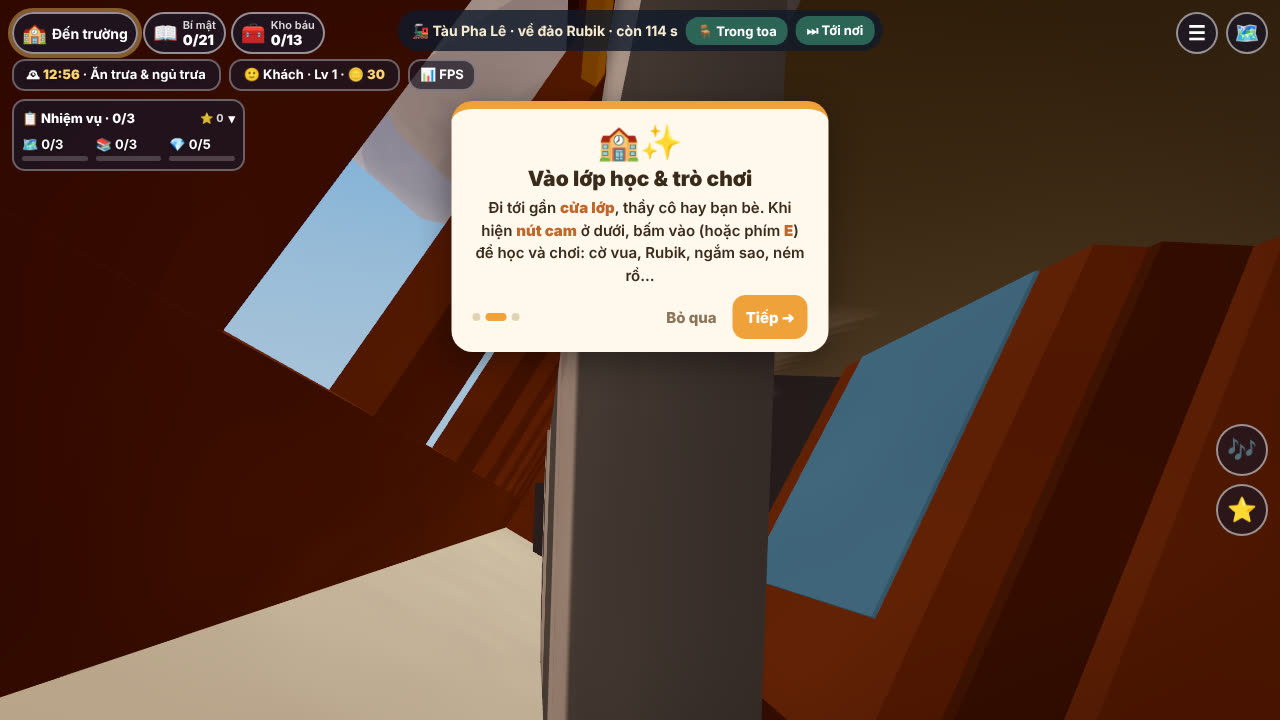 Đến trường
Bí mật
0/21
Kho báu
0/13
Tàu Pha Lê · về đảo Rubik · còn 114 s
Trong toa
Tới nơi
12:56 · Ăn trưa & ngủ trưa
Khách · Lv 1 · 30
FPS
Nhiệm vụ · 0/3
0
0/3
0/3
0/5
Vào lớp học & trò chơi
Đi tới gần cửa lớp, thầy cô hay bạn bè. Khi
hiện nút cam ở dưới, bấm vào (hoặc phím E)
để học và chơi: cờ vua, Rubik, ngắm sao, ném
rổ...
Bỏ qua
Tiếp →